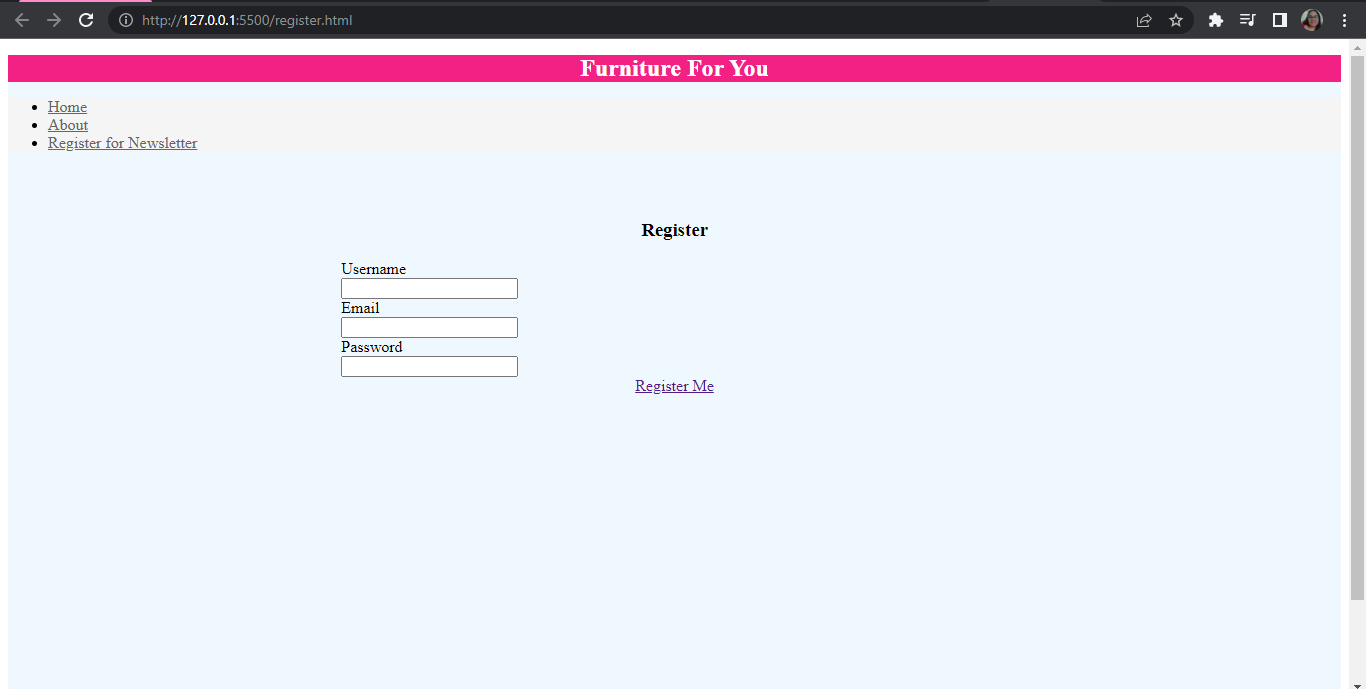 http://127.0.0.1:5500/register.html
Furniture For You
Home
About
Register for Newsletter
Register
Username
Email
Password
Register Me